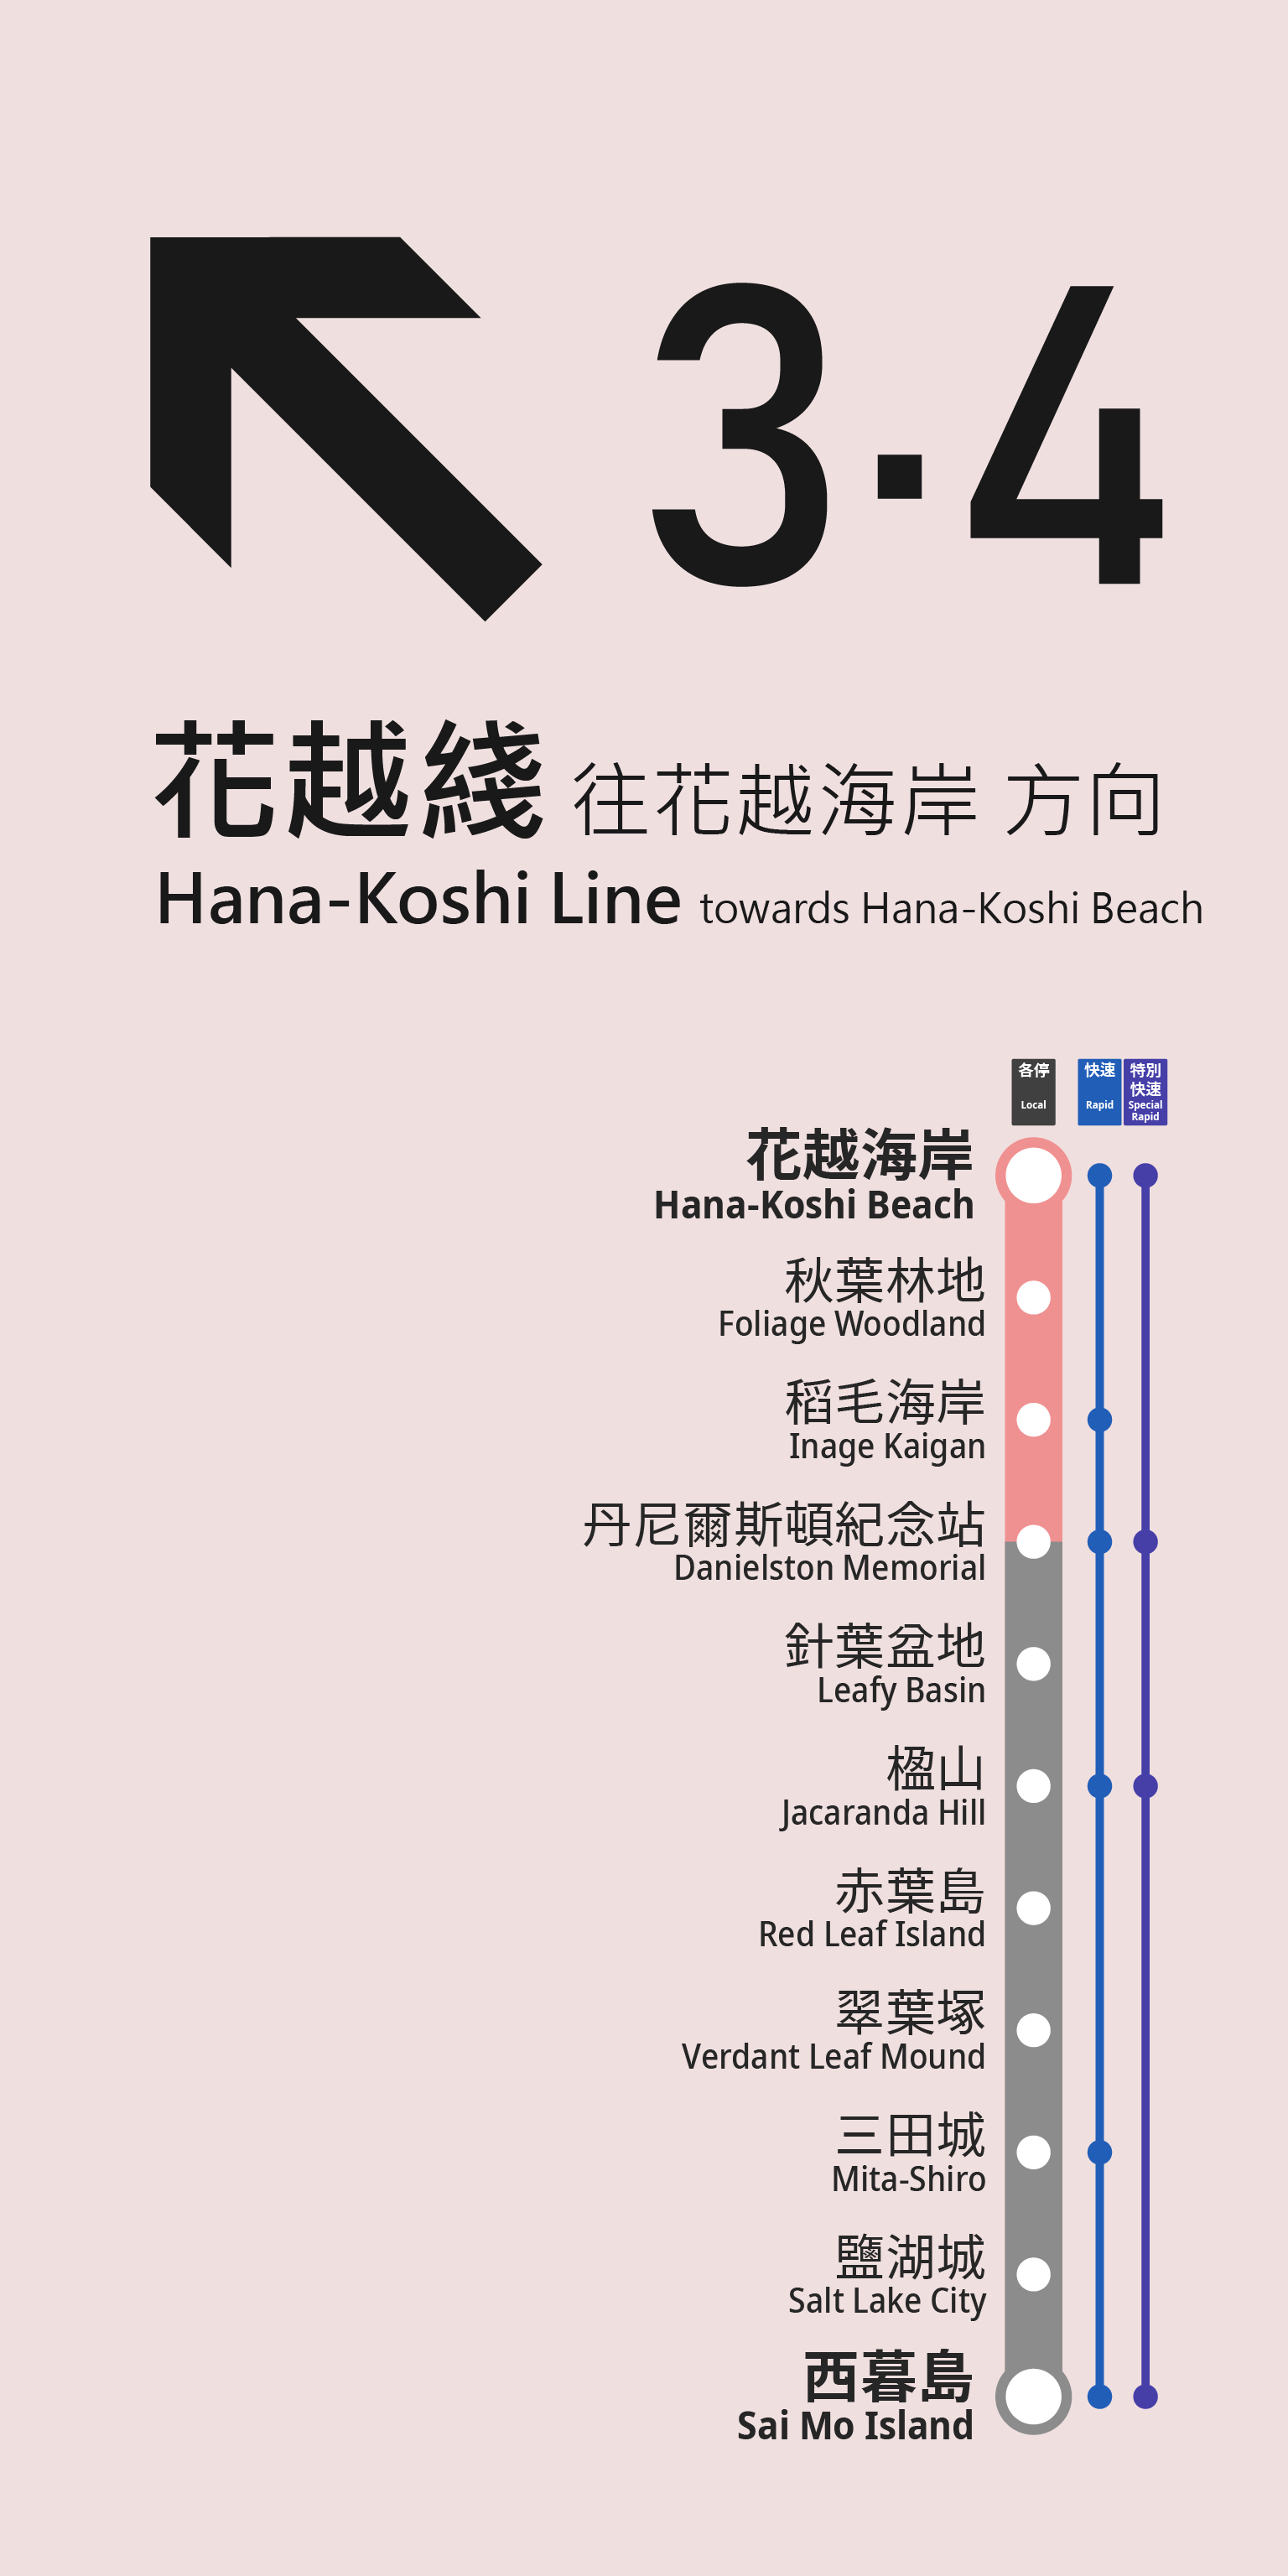 3·4
花越綫 往花越海岸 方向
Hana-Koshi Line towards Hana-Koshi Beach
各停
Local
快速
Rapid
特別
快速
Special
Rapid
花越海岸
Hana-Koshi Beach
秋葉林地
Foliage Woodland
稻毛海岸
Inage Kaigan
丹尼爾斯頓紀念站
Danielston Memorial
針葉盆地
Leafy Basin
楹山
Jacaranda Hill
赤葉島
Red Leaf Island
翠葉塚
Verdant Leaf Mound
三田城
Mita-Shiro
鹽湖城
Salt Lake City
西暮島
Sai Mo Island